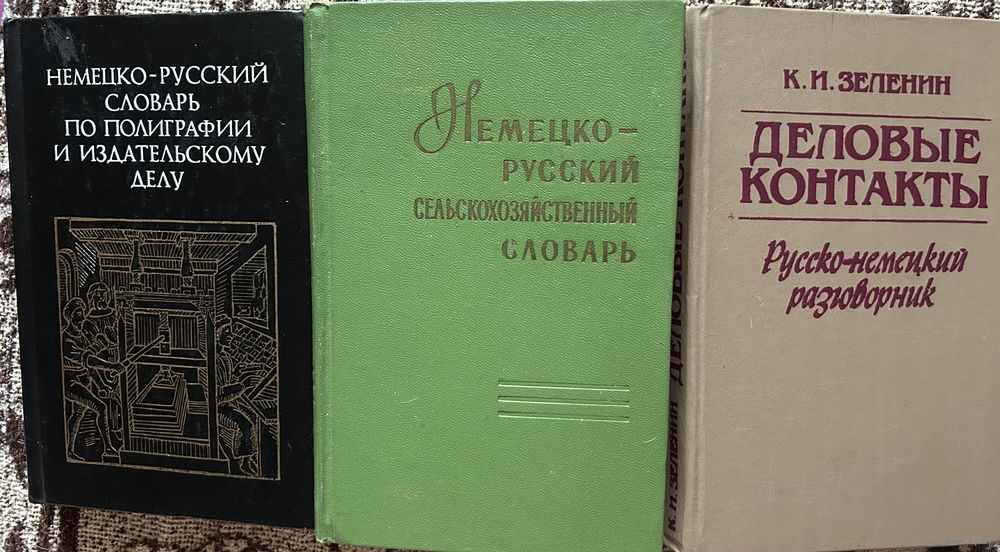 НЕМЕЦКО-РУССКИЙ
СЛОВАРЬ
ПО ПОЛИГРАФИИ
И ИЗДАТЕЛЬСКОМУ
ДЕЛУ
Немецко-
русский
сельскохозяйственный
словарь
К. И. ЗЕЛЕНИН ДЕЛОВЫЕ КОНТАКТЫ
К. И. ЗЕЛЕНИН
ДЕЛОВЫЕ
КОНТАКТЫ
Русско-немецкий
разговорник